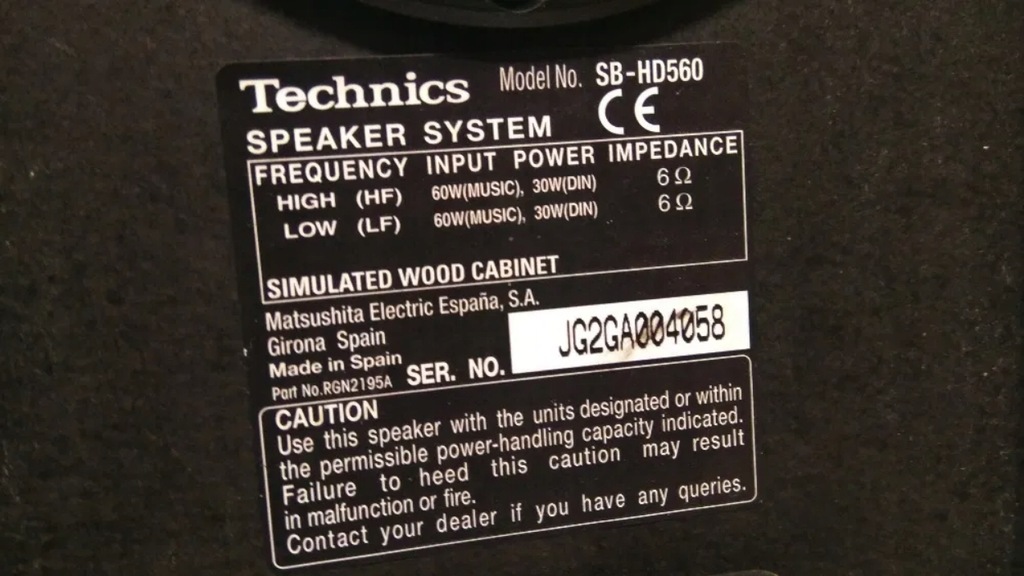 Technics Model No. SB-HD560
SPEAKER SYSTEM CE
FREQUENCY INPUT POWER IMPEDANCE
HIGH (HF) 60W(MUSIC), 30W(DIN) 6Ω
LOW (LF) 60W(MUSIC), 30W(DIN) 6Ω
SIMULATED WOOD CABINET
Matsushita Electric España, S.A.
Girona Spain
Made in Spain
Part No.RGN2195A SER. NO. JG2GA004058
CAUTION
Use this speaker with the units designated or within
the permissible power-handling capacity indicated.
Failure to heed this caution may result
in malfunction or fire.
Contact your dealer if you have any queries.